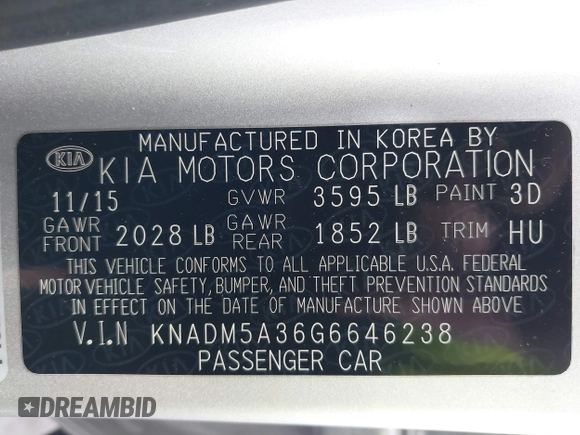 MANUFACTURED IN KOREA BY
KIA KIA MOTORS CORPORATION
11/15 GVWR 3595 LB PAINT 3D
GAWR FRONT 2028 LB GAWR REAR 1852 LB TRIM HU
THIS VEHICLE CONFORMS TO ALL APPLICABLE U.S.A. FEDERAL
MOTOR VEHICLE SAFETY, BUMPER, AND THEFT PREVENTION STANDARDS
IN EFFECT ON THE DATE OF MANUFACTURE SHOWN ABOVE
V.I.N KNADM5A36G6646238
PASSENGER CAR
DREAMBID